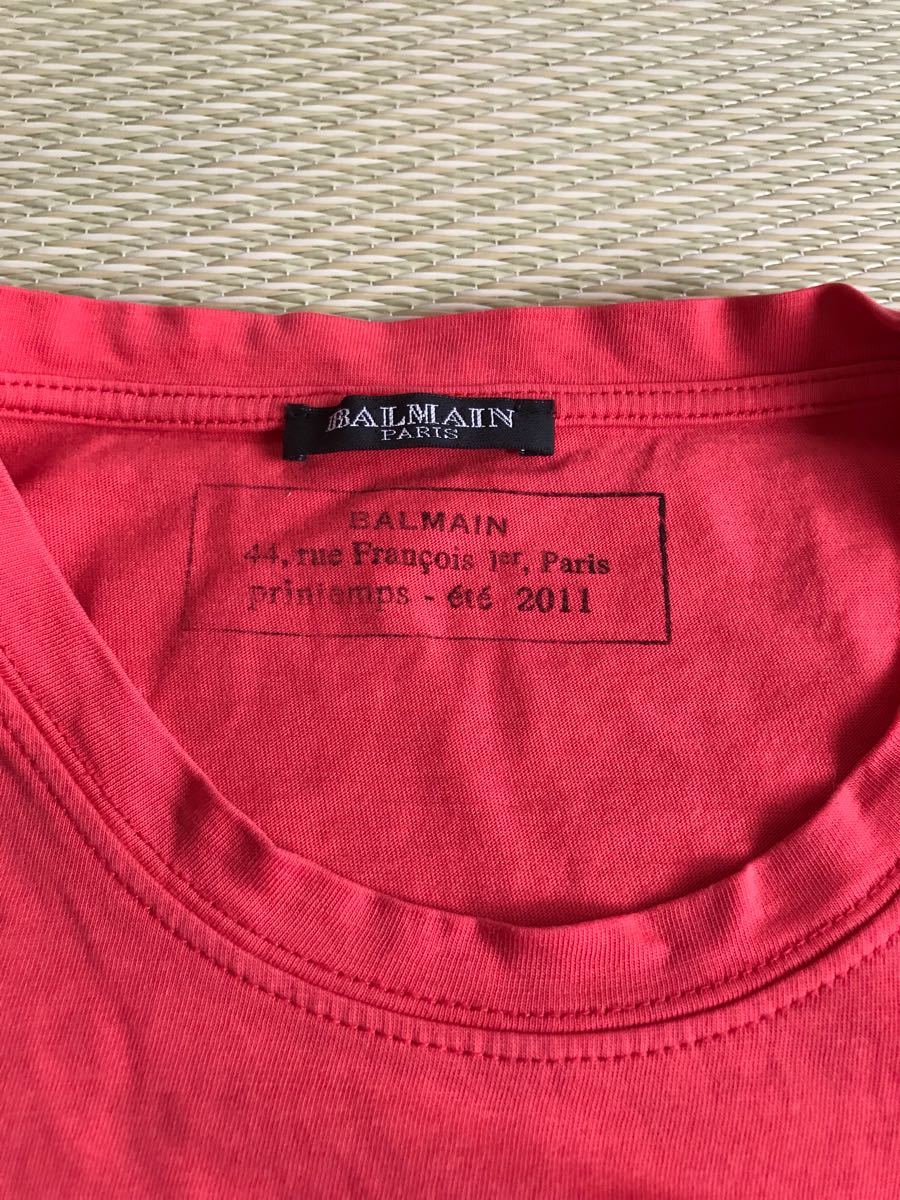 BALMAIN
PARIS
BALMAIN
44, rue François 1er, Paris
printemps - été 2011